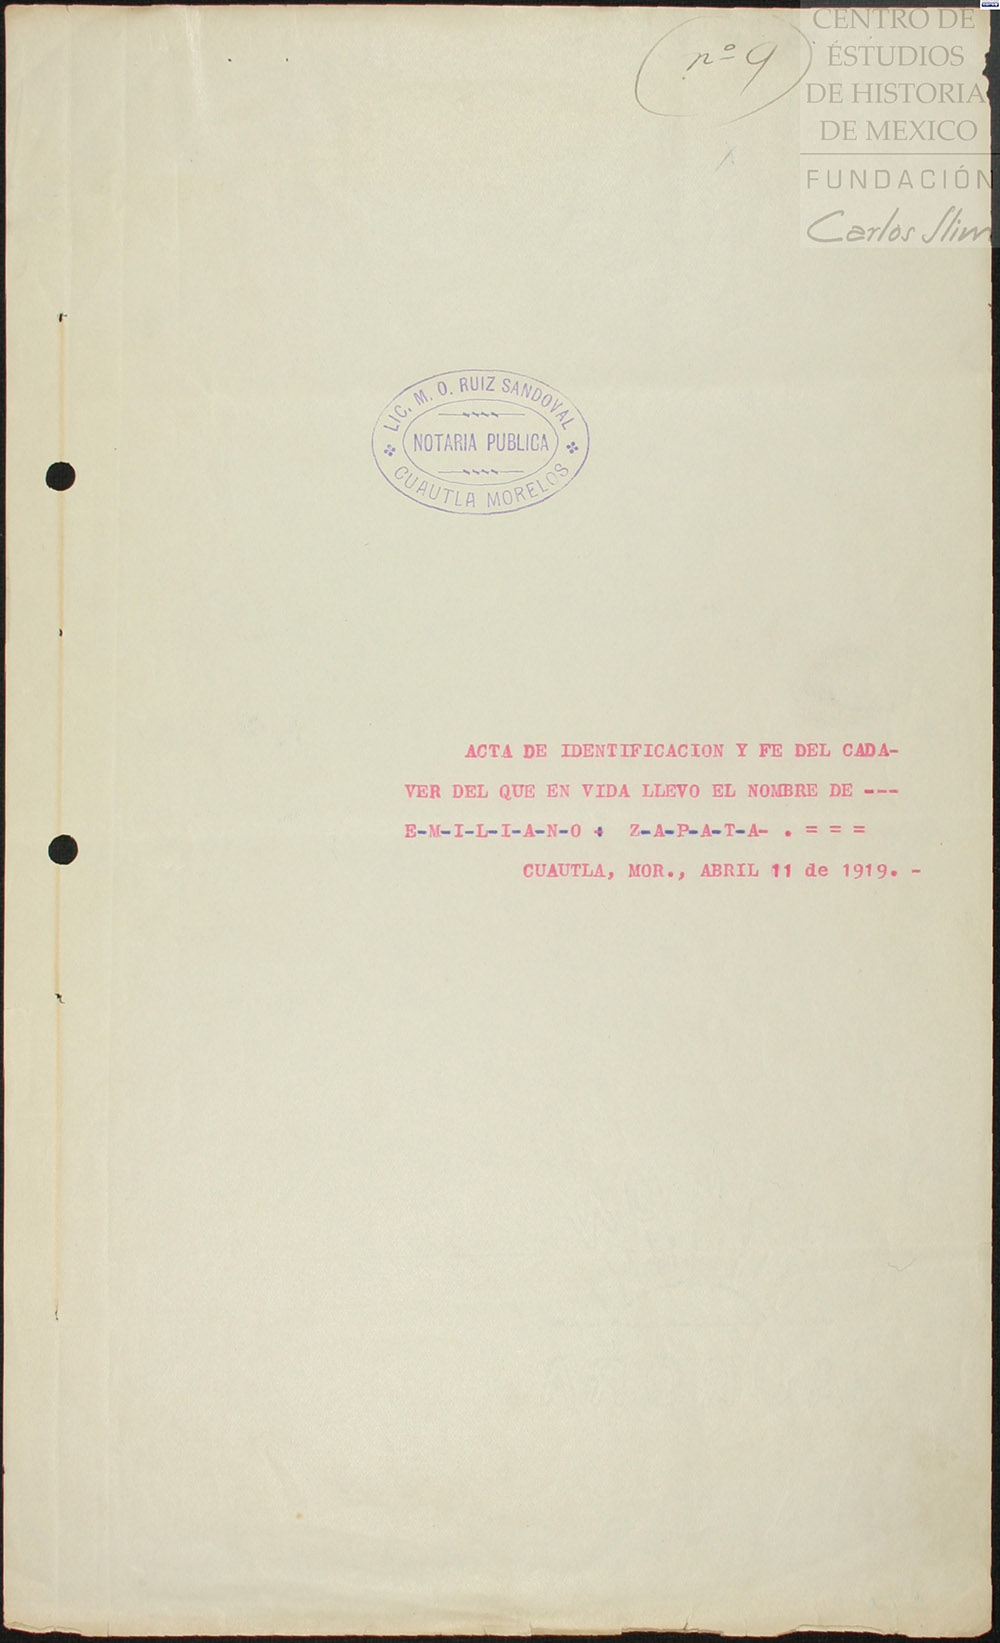 nº 9
CENTRO DE
ESTUDIOS
DE HISTORIA
DE MEXICO
FUNDACIÓN
Carlos Slim
LIC. M. O. RUIZ SANDOVAL
NOTARIA PUBLICA
CUAUTLA MORELOS
ACTA DE IDENTIFICACION Y FE DEL CADA-
VER DEL QUE EN VIDA LLEVO EL NOMBRE DE ---
E-M-I-L-I-A-N-O + Z-A-P-A-T-A- . = = =
CUAUTLA, MOR., ABRIL 11 de 1919. -